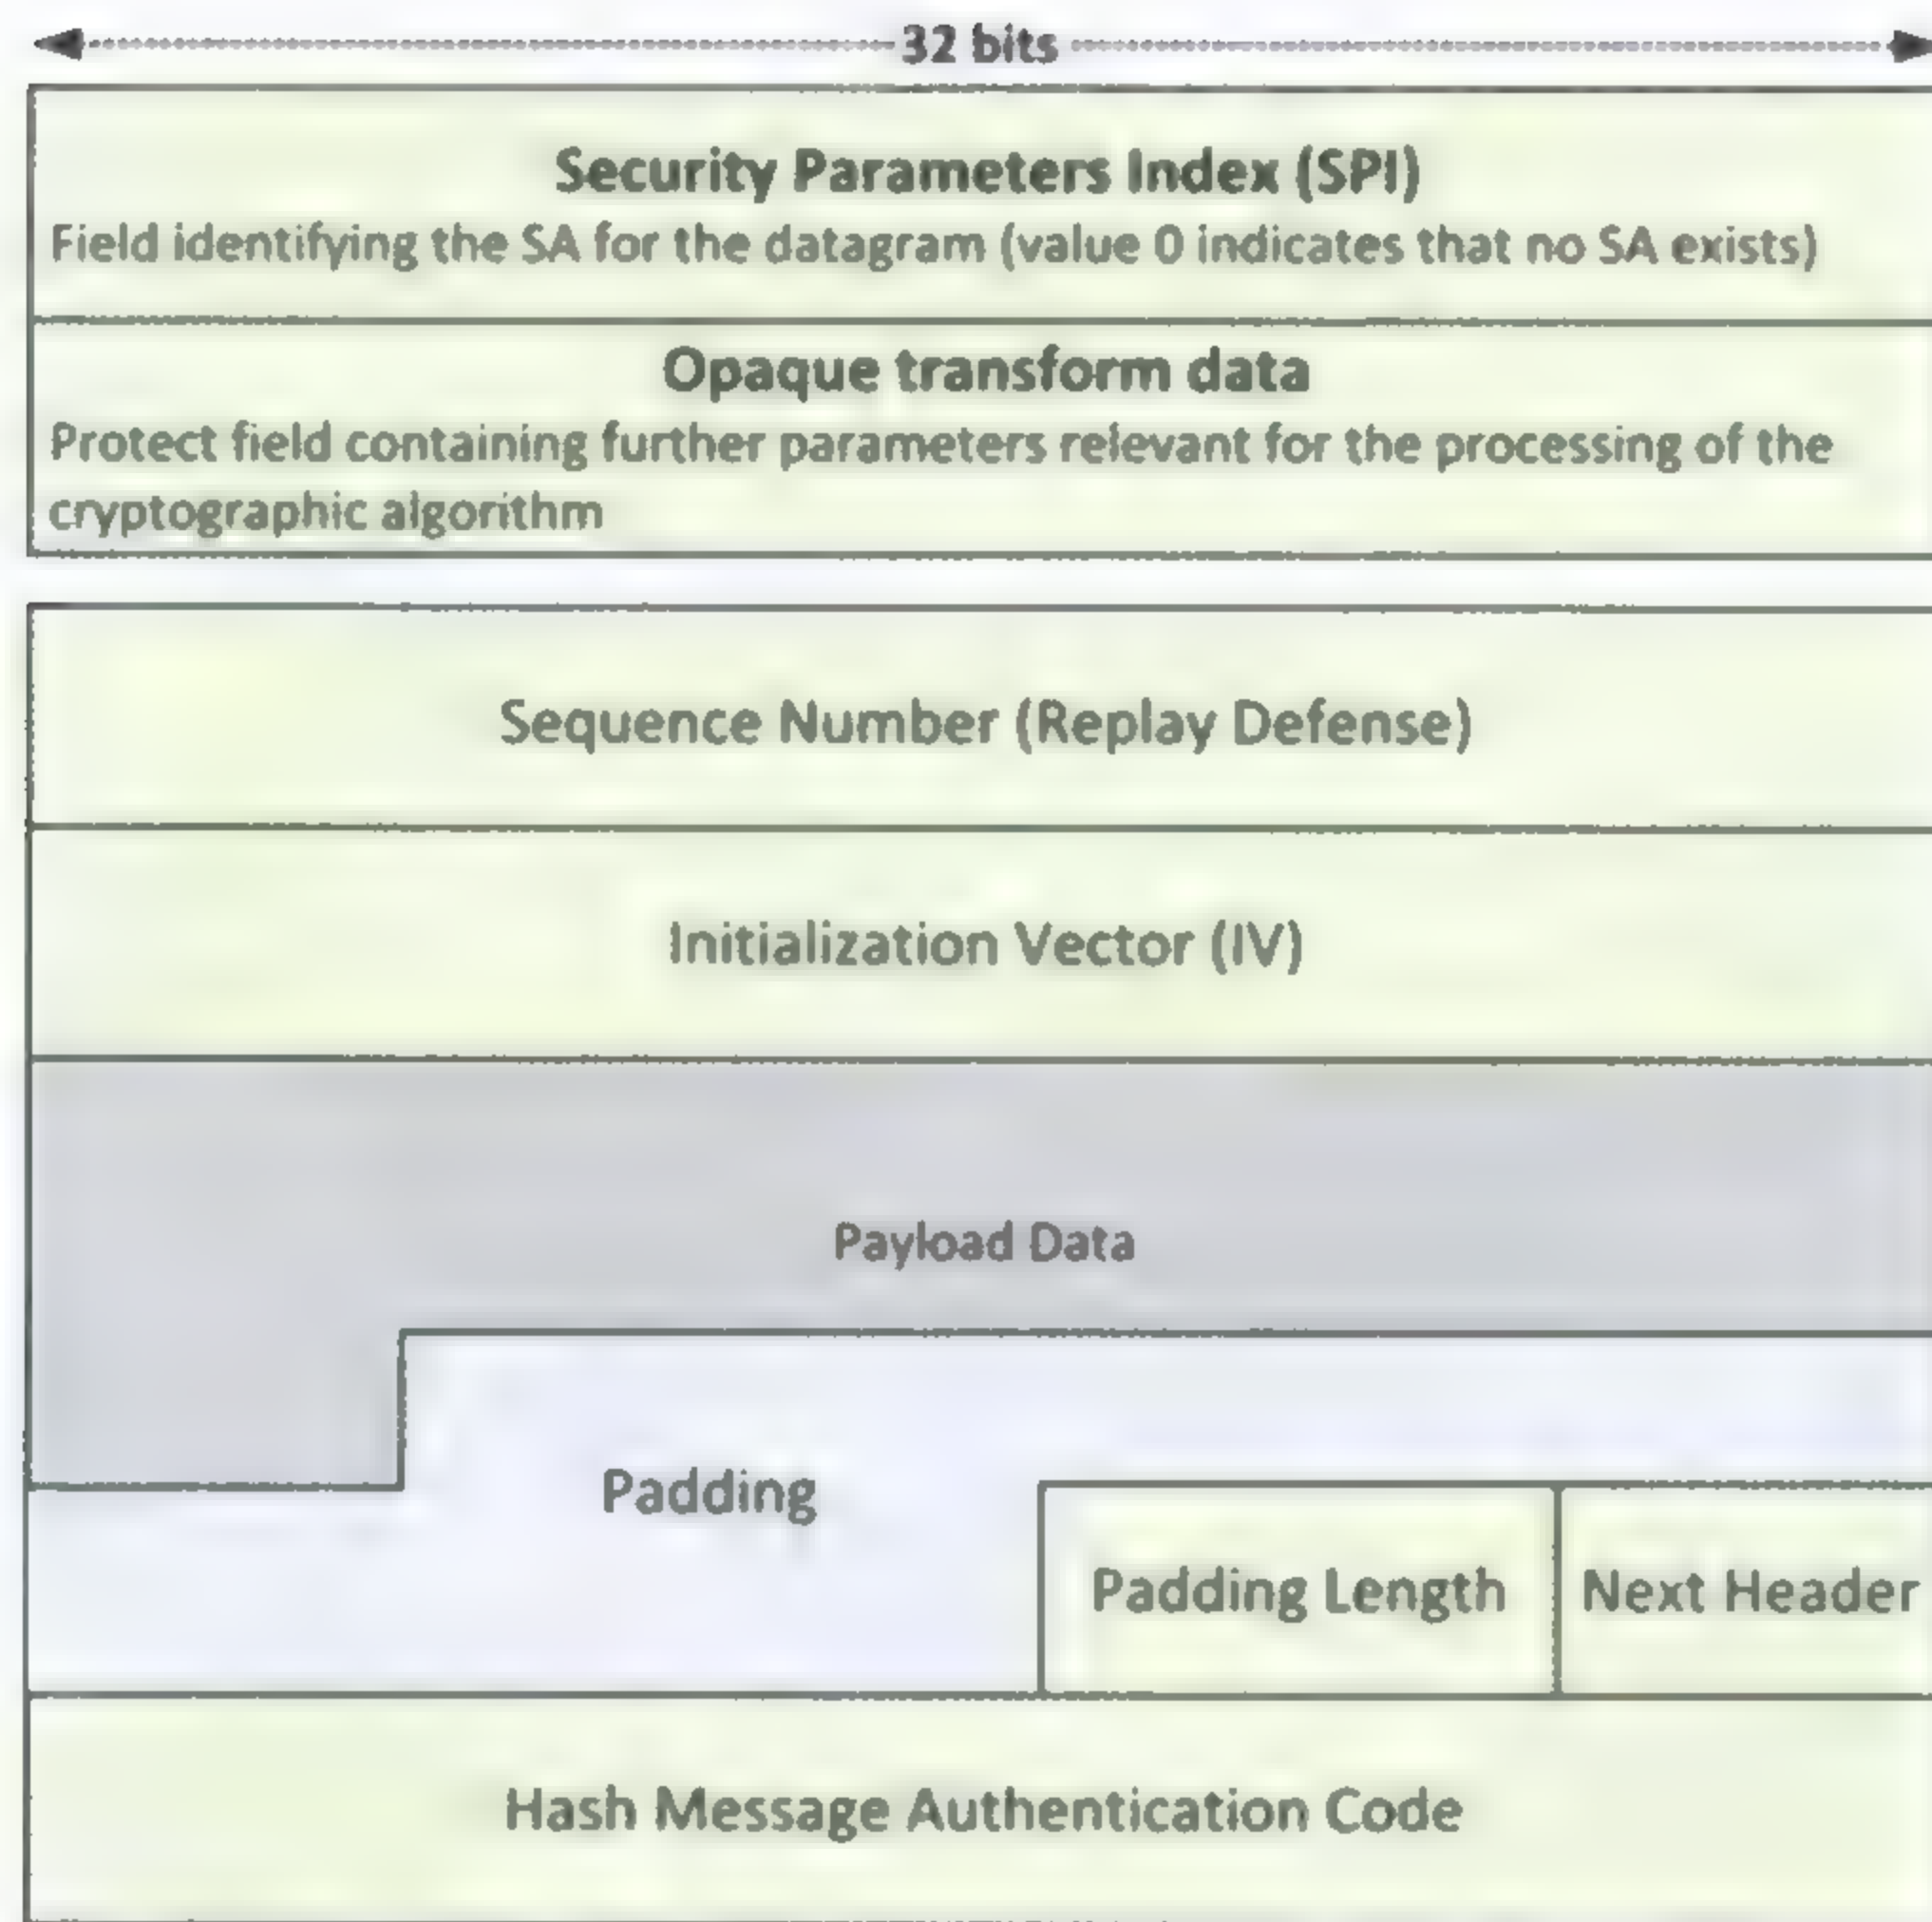 32 bits
Security Parameters Index (SPI)
Field identifying the SA for the datagram (value 0 indicates that no SA exists)
Opaque transform data
Protect field containing further parameters relevant for the processing of the
cryptographic algorithm
Sequence Number (Replay Defense)
Initialization Vector (IV)
Payload Data
Padding
Padding Length
Next Header
Hash Message Authentication Code